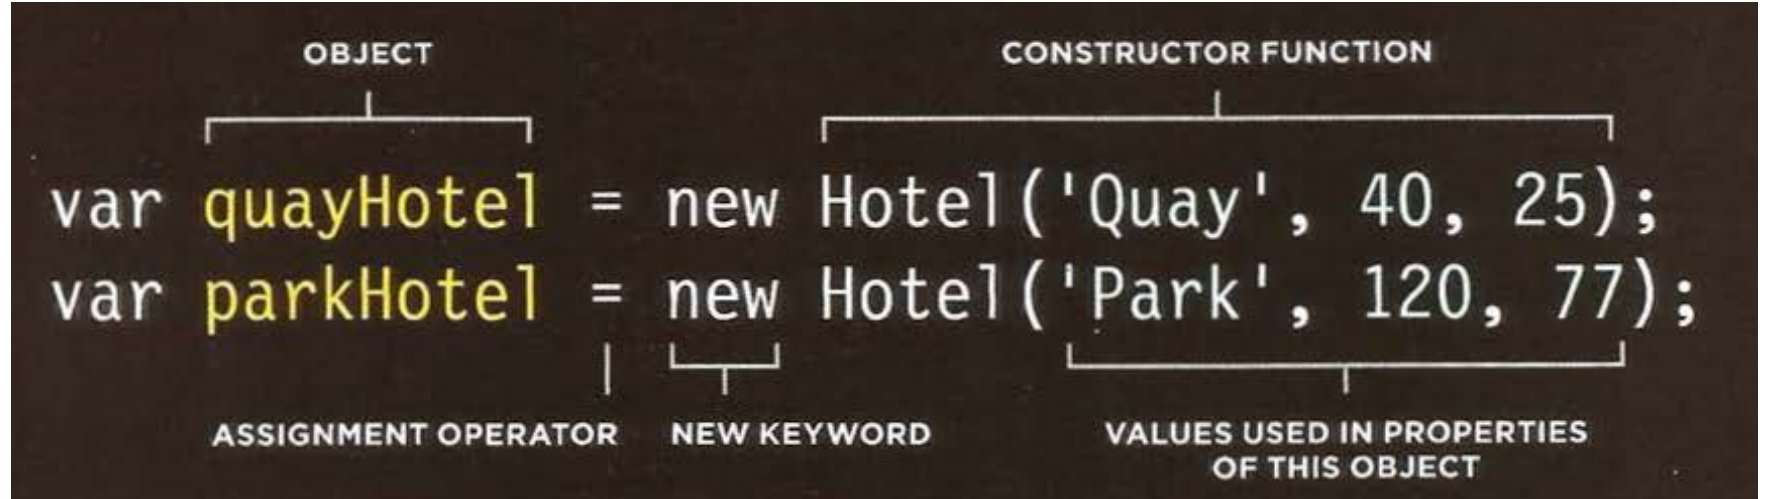 OBJECT CONSTRUCTOR FUNCTION
var quayHotel = new Hotel('Quay', 40, 25);
var parkHotel = new Hotel('Park', 120, 77);
ASSIGNMENT OPERATOR NEW KEYWORD VALUES USED IN PROPERTIES
OF THIS OBJECT